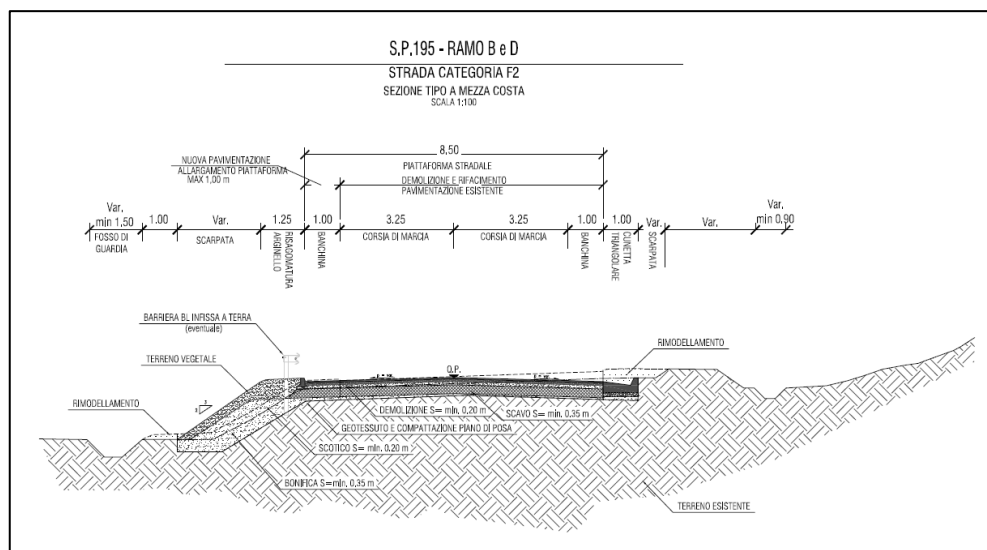 S.P.195 - RAMO B e D
STRADA CATEGORIA F2
SEZIONE TIPO A MEZZA COSTA
SCALA 1:100
8,50
NUOVA PAVIMENTAZIONE
ALLARGAMENTO PIATTAFORMA
MAX 1,00 m
PIATTAFORMA STRADALE
DEMOLIZIONE E RIFACIMENTO
PAVIMENTAZIONE ESISTENTE
Var.
min 1,50
1.00
Var.
1.25
1.00
3.25
3.25
1.00
1.00
Var.
Var.
Var.
min 0,90
FOSSO DI
GUARDIA
SCARPATA
RISAGOMATURA
ARGINELLO
BANCHINA
CORSIA DI MARCIA
CORSIA DI MARCIA
BANCHINA
CUNETTA
TRIANGOLARE
SCARPATA
BARRIERA BL INFISSA A TERRA
(eventuale)
TERRENO VEGETALE
RIMODELLAMENTO
Q.P.
RIMODELLAMENTO
DEMOLIZIONE S= min. 0,20 m
SCAVO S= min. 0,35 m
GEOTESSUTO E COMPATTAZIONE PIANO DI POSA
SCOTICO S= min. 0.20 m
BONIFICA S=min. 0,35 m
TERRENO ESISTENTE